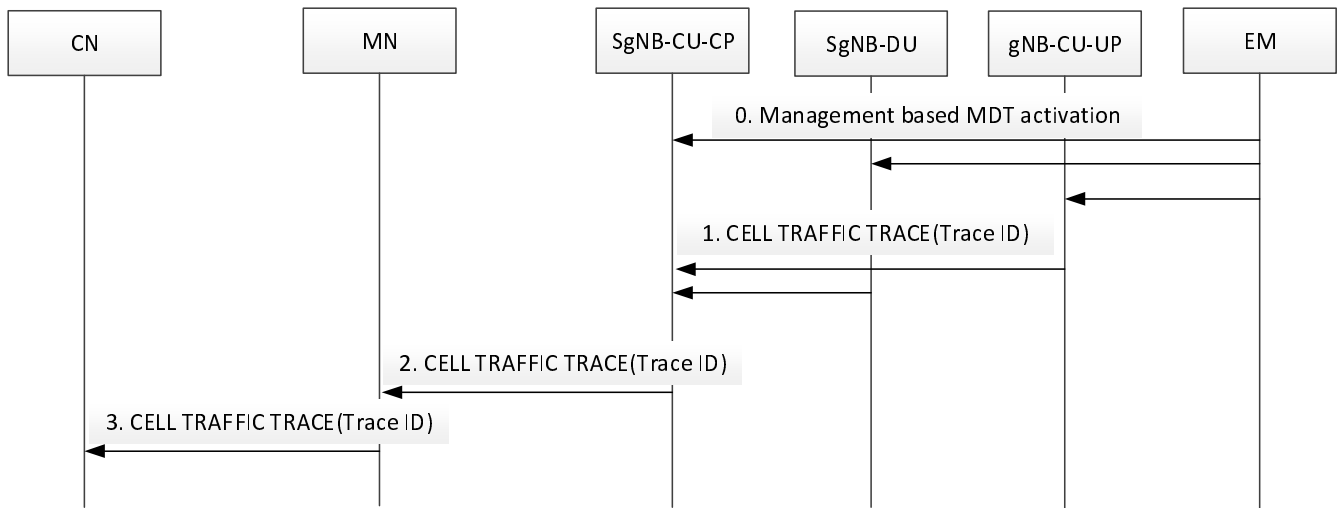 CN
MN
SgNB-CU-CP
SgNB-DU
gNB-CU-UP
EM
0. Management based MDT activation
1. CELL TRAFFIC TRACE(Trace ID)
2. CELL TRAFFIC TRACE(Trace ID)
3. CELL TRAFFIC TRACE(Trace ID)